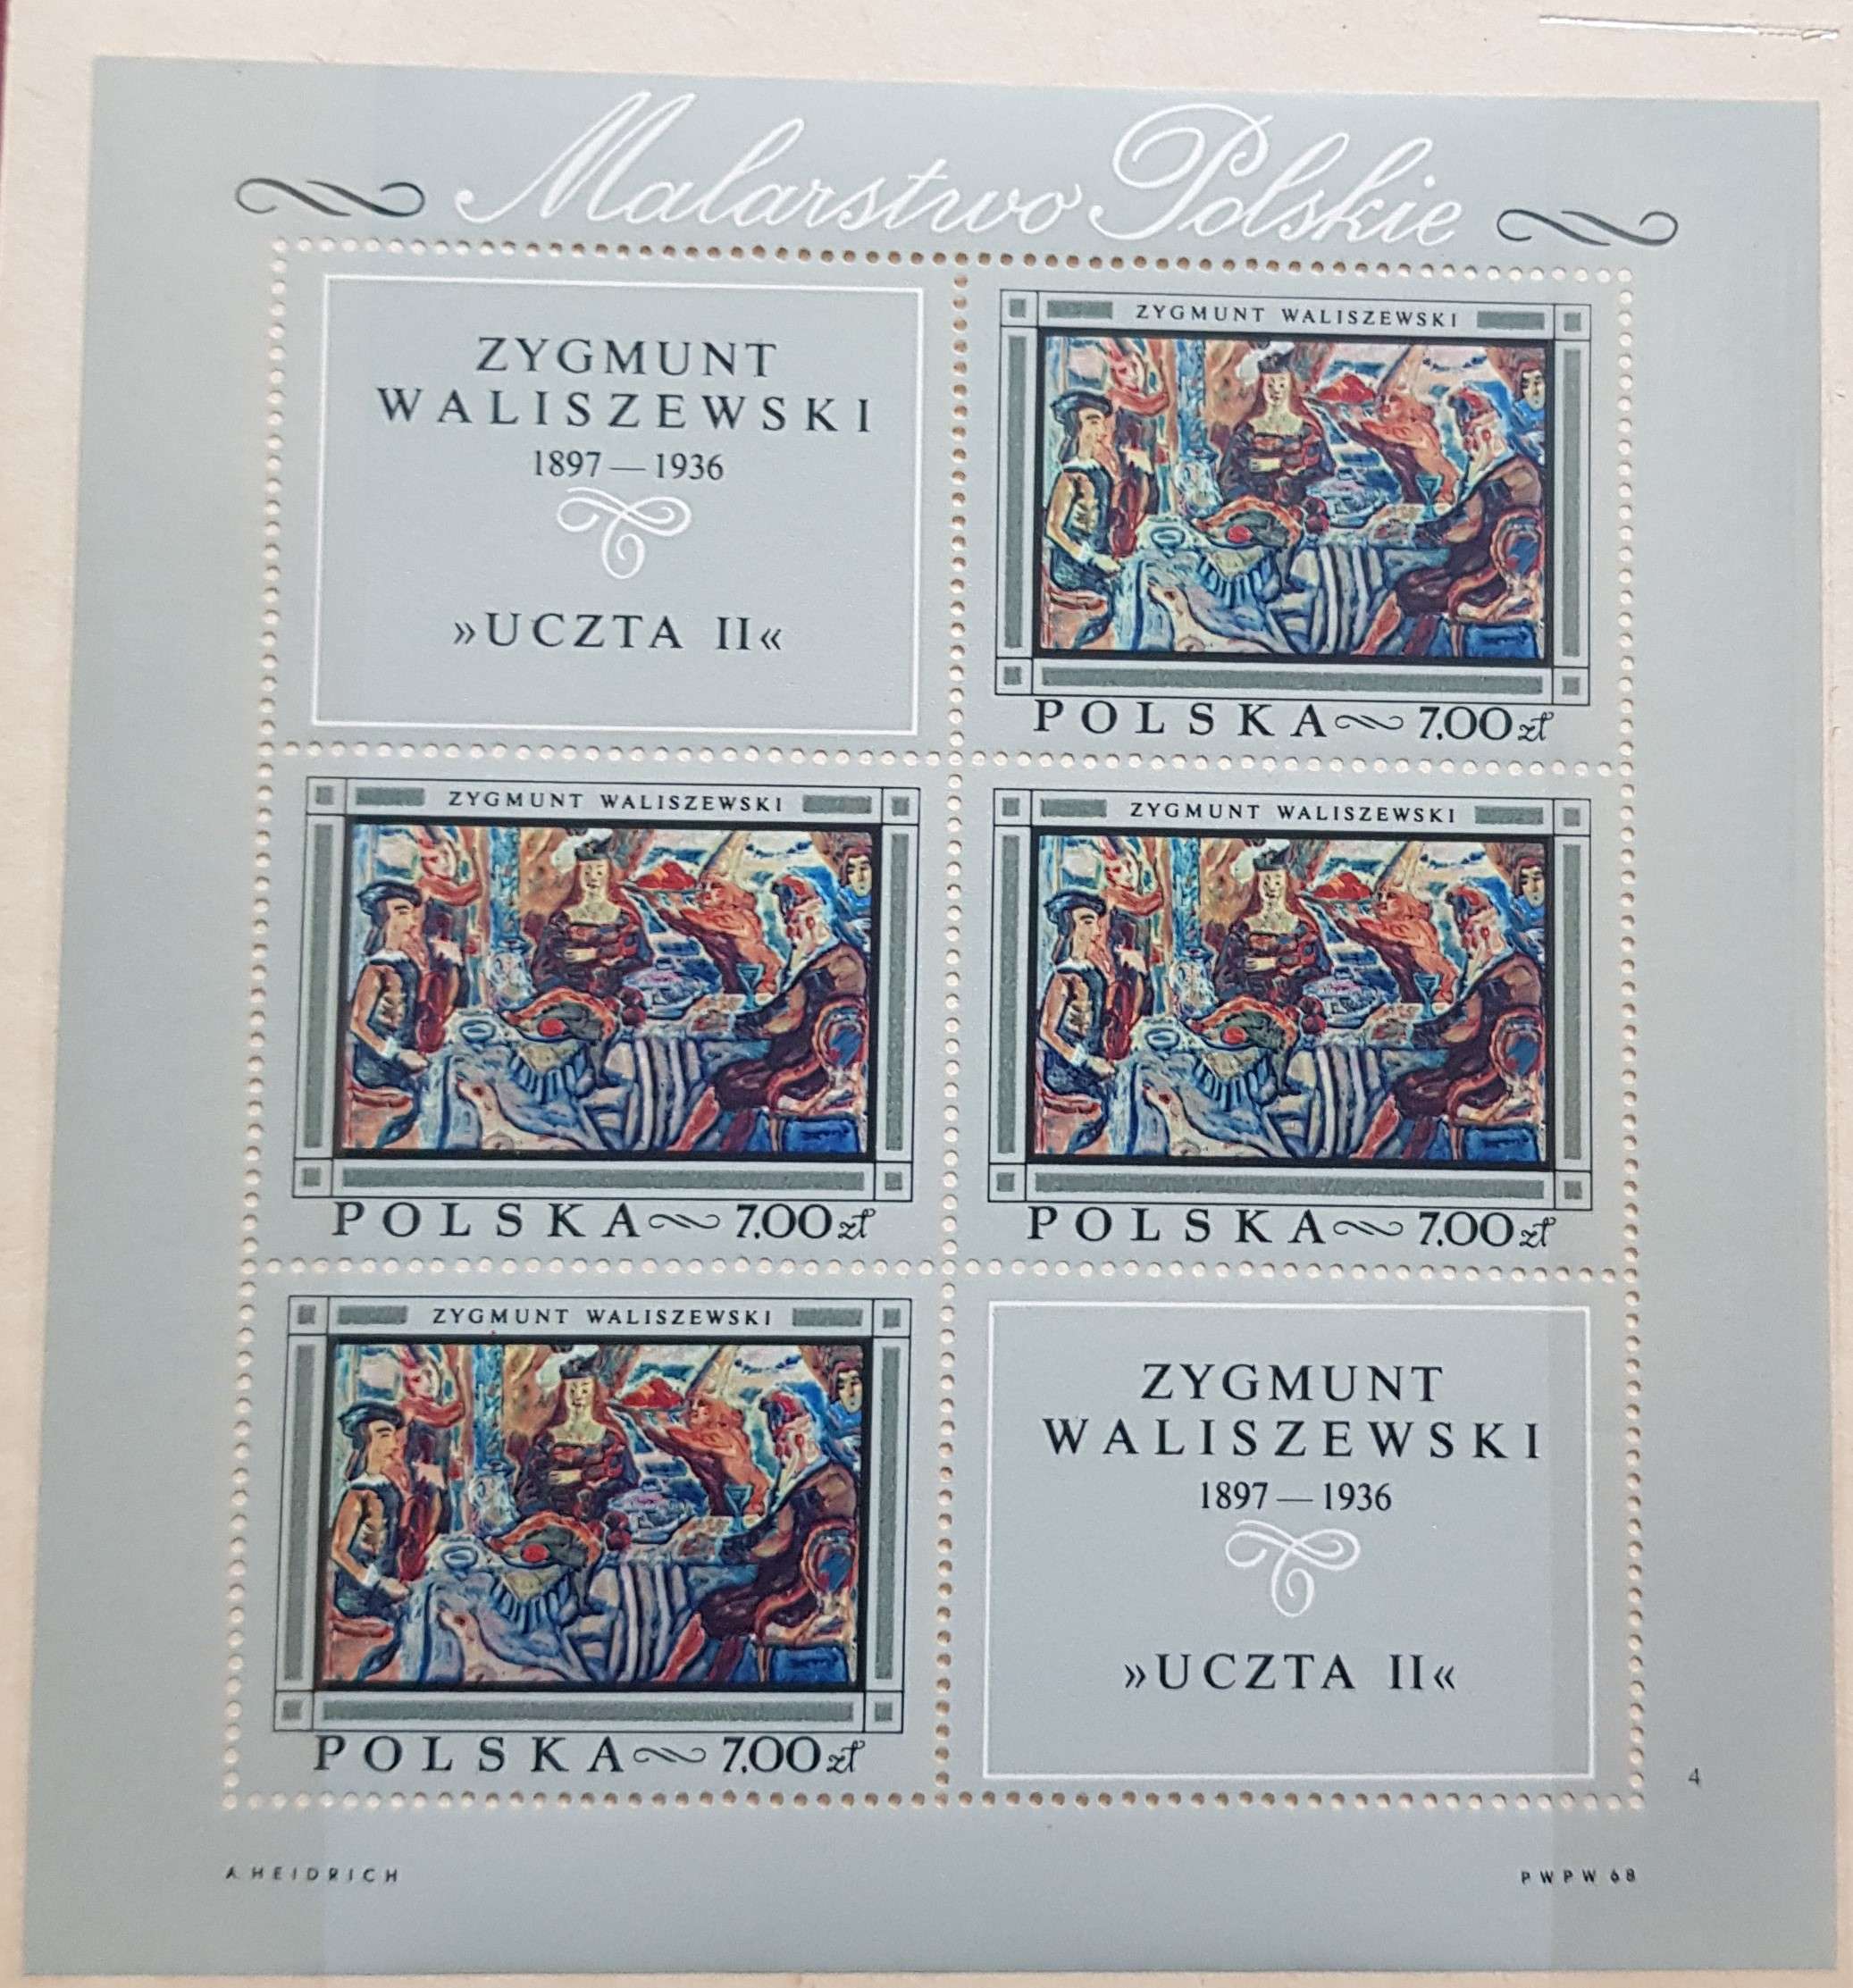 Malarstwo Polskie
ZYGMUNT
WALISZEWSKI
1897 — 1936
»UCZTA II«
ZYGMUNT WALISZEWSKI
POLSKA 7.00 zł
ZYGMUNT WALISZEWSKI
POLSKA 7.00 zł
ZYGMUNT WALISZEWSKI
POLSKA 7.00 zł
ZYGMUNT WALISZEWSKI
POLSKA 7.00 zł
ZYGMUNT
WALISZEWSKI
1897 — 1936
»UCZTA II«
4
A. HEIDRICH
PWPW 68